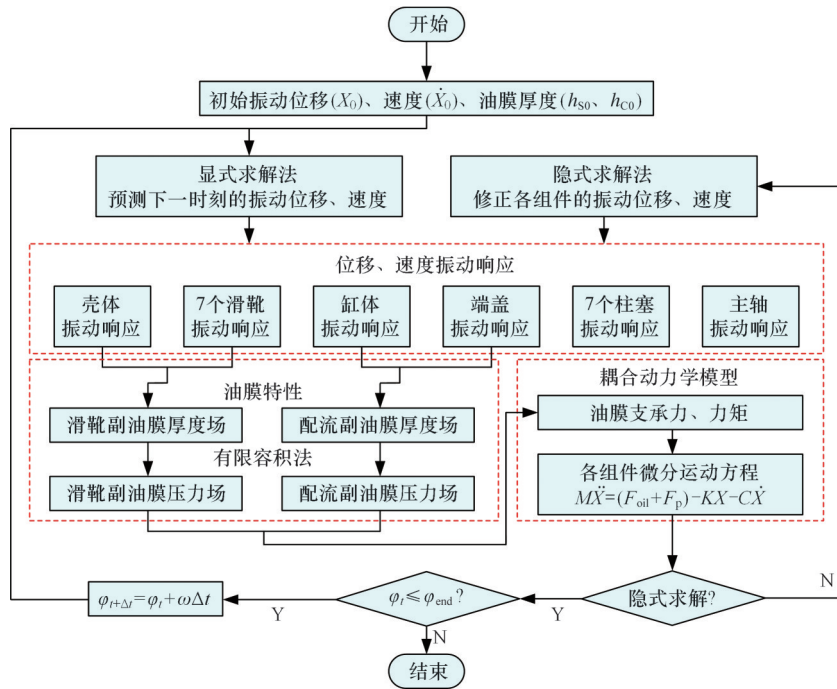 开始
初始振动位移(X₀)、速度(Ẋ₀)、油膜厚度(h_S0、h_C0)
显式求解法
预测下一时刻的振动位移、速度
隐式求解法
修正各组件的振动位移、速度
位移、速度振动响应
壳体
振动响应
7个滑靴
振动响应
缸体
振动响应
端盖
振动响应
7个柱塞
振动响应
主轴
振动响应
油膜特性
滑靴副油膜厚度场
配流副油膜厚度场
有限容积法
滑靴副油膜压力场
配流副油膜压力场
耦合动力学模型
油膜支承力、力矩
各组件微分运动方程
MẌ=(F_oil+F_p)−KX−CẊ
隐式求解?
N
Y
φ_t≤φ_end?
Y
N
φ_t+Δt=φ_t+ωΔt
结束